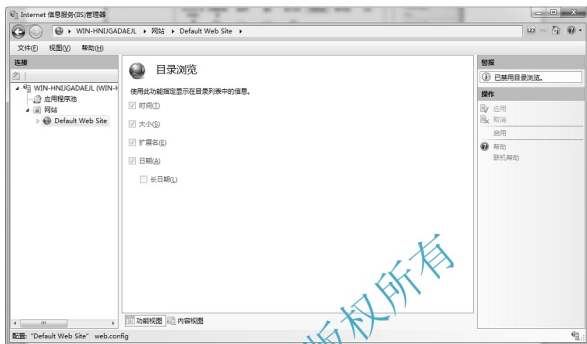 Internet 信息服务(IIS)管理器
WIN-HNIJGADAEJL ▸ 网站 ▸ Default Web Site ▸
文件(F) 视图(V) 帮助(H)
连接
WIN-HNIJGADAEJL (WIN-H
应用程序池
网站
Default Web Site
目录浏览
使用此功能指定显示在目录列表中的信息。
时间(T)
大小(S)
扩展名(E)
日期(A)
长日期(L)
功能视图 内容视图
警报
已禁用目录浏览。
操作
应用
取消
启用
帮助
联机帮助
配置: "Default Web Site" web.config
版权所有